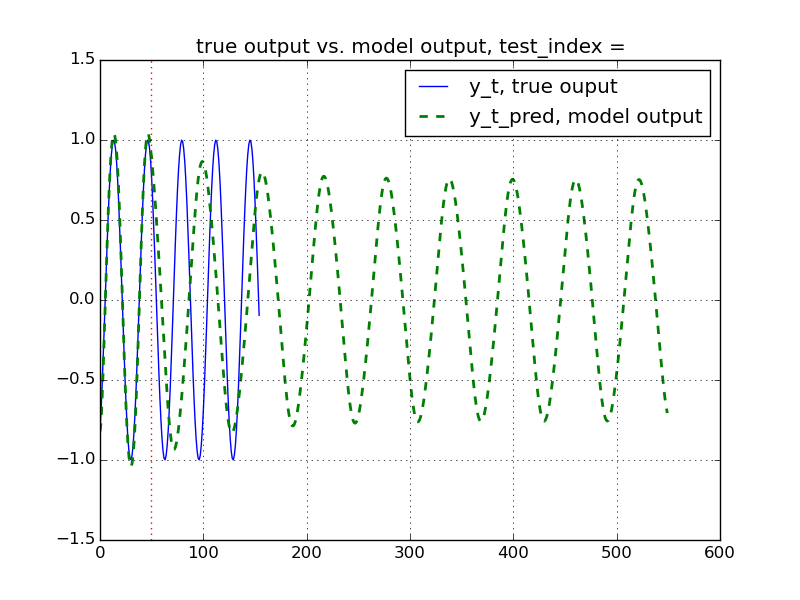 true output vs. model output, test_index =
y_t, true ouput
y_t_pred, model output
1.5
1.0
0.5
0.0
−0.5
−1.0
−1.5
0 100 200 300 400 500 600